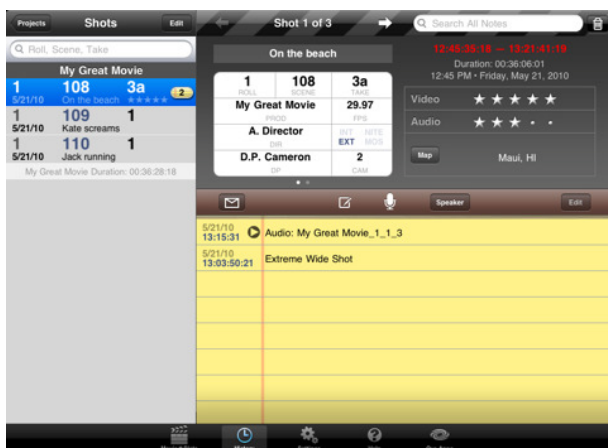 Projects Shots Edit
Roll, Scene, Take
My Great Movie
1 108 3a
5/21/10 On the beach ★★★★★ 2
1 109 1
5/21/10 Kate screams
1 110 1
5/21/10 Jack running
My Great Movie Duration: 00:36:28:18
Shot 1 of 3
Search All Notes
On the beach
1 108 3a
ROLL SCENE TAKE
My Great Movie 29.97
PROD FPS
A. Director INT NITE
DIR EXT MOS
D.P. Cameron 2
DP CAM
12:45:35:18 — 13:21:41:19
Duration: 00:36:06:01
12:45 PM • Friday, May 21, 2010
Video ★★★★★
Audio ★★★ • •
Map Maui, HI
Speaker Edit
5/21/10
13:15:31 Audio: My Great Movie_1_1_3
5/21/10
13:03:50:21 Extreme Wide Shot
History Settings Help